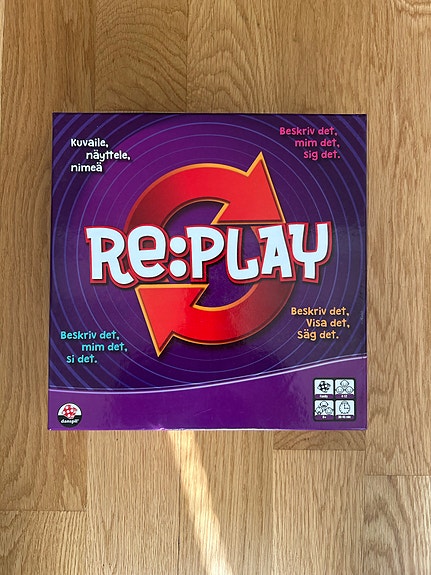 Kuvaile,
näyttele,
nimeä
Beskriv det,
mim det,
sig det.
Re:PLAY
Beskriv det,
mim det,
si det.
Beskriv det,
Visa det,
Säg det.
danspil